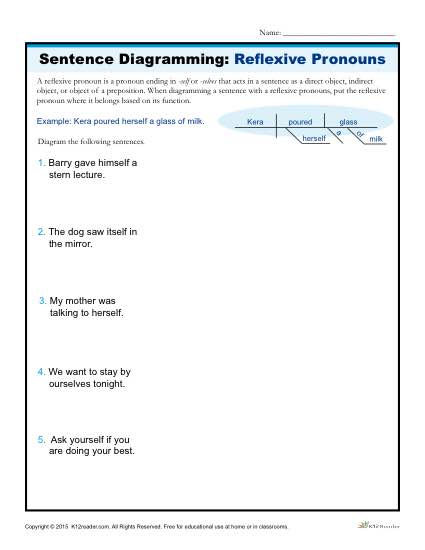 Name: ____________________
Sentence Diagramming: Reflexive Pronouns
A reflexive pronoun is a pronoun ending in -self or -selves that acts in a sentence as a direct object, indirect
object, or object of a preposition. When diagramming a sentence with a reflexive pronouns, put the reflexive
pronoun where it belongs based on its function.
Example: Kera poured herself a glass of milk.
Kera poured glass
herself a of milk
Diagram the following sentences.
1. Barry gave himself a
stern lecture.
2. The dog saw itself in
the mirror.
3. My mother was
talking to herself.
4. We want to stay by
ourselves tonight.
5. Ask yourself if you
are doing your best.
Copyright © 2015 K12reader.com. All Rights Reserved. Free for educational use at home or in classrooms.
K12Reader